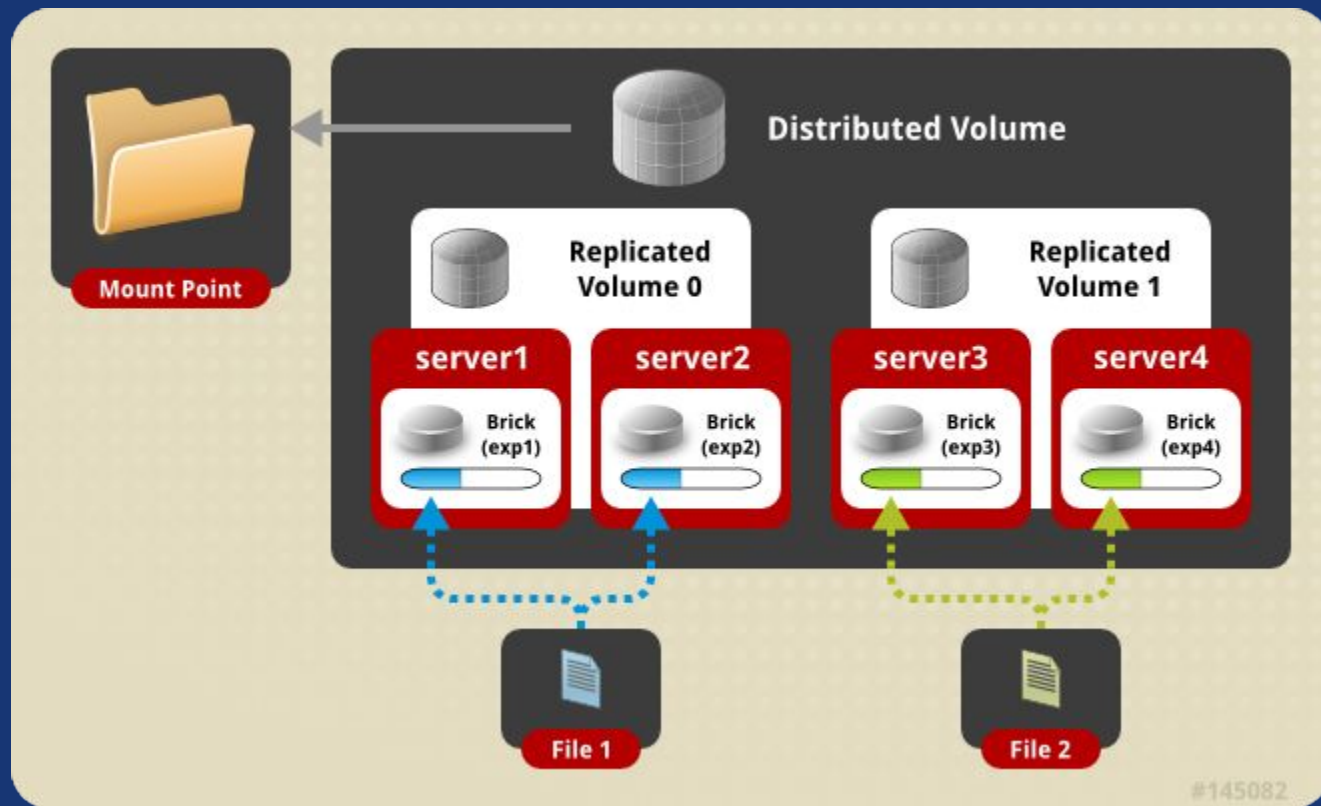 Distributed Volume
Mount Point
Replicated
Volume 0
Replicated
Volume 1
server1
server2
server3
server4
Brick
(exp1)
Brick
(exp2)
Brick
(exp3)
Brick
(exp4)
File 1
File 2
#145082